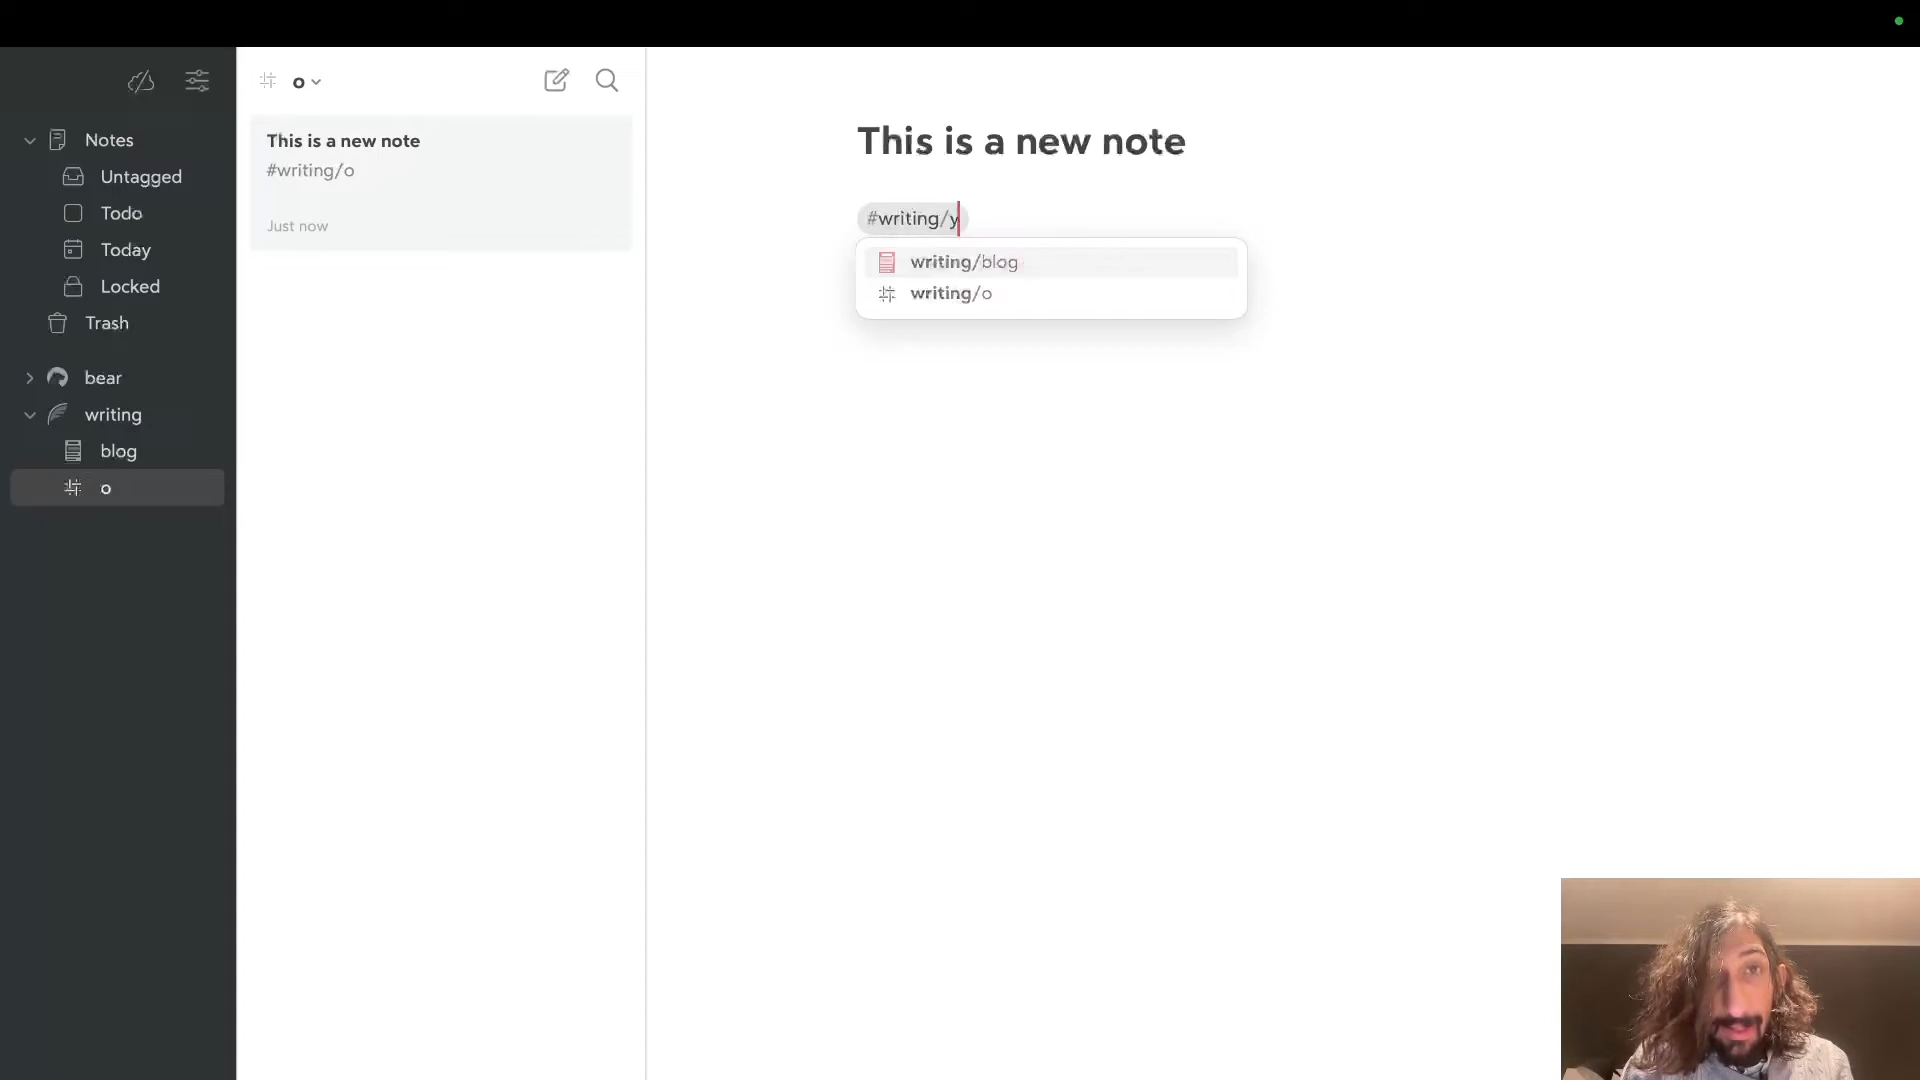 Notes
Untagged
Todo
Today
Locked
Trash
bear
writing
blog
o
o
This is a new note
#writing/o
Just now
This is a new note
#writing/y
writing/blog
writing/o